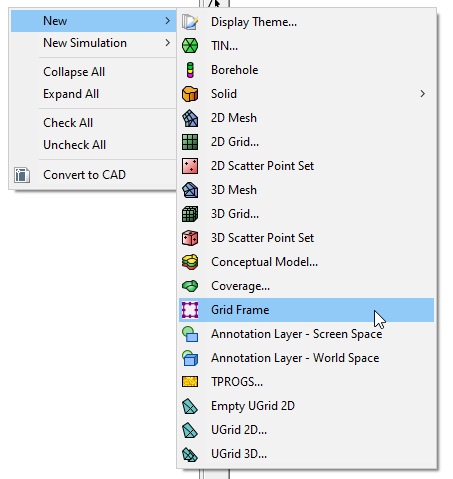 New
New Simulation
Collapse All
Expand All
Check All
Uncheck All
Convert to CAD
Display Theme...
TIN...
Borehole
Solid
2D Mesh
2D Grid...
2D Scatter Point Set
3D Mesh
3D Grid...
3D Scatter Point Set
Conceptual Model...
Coverage...
Grid Frame
Annotation Layer - Screen Space
Annotation Layer - World Space
TPROGS...
Empty UGrid 2D
UGrid 2D...
UGrid 3D...